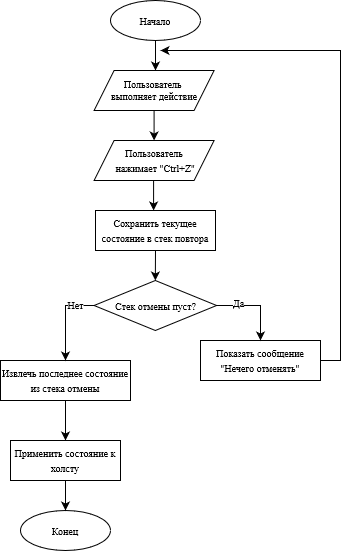 Начало
Пользователь
выполняет действие
Пользователь
нажимает "Ctrl+Z"
Сохранить текущее
состояние в стек повтора
Стек отмены пуст?
Нет
Да
Показать сообщение
"Нечего отменять"
Извлечь последнее состояние
из стека отмены
Применить состояние к
холсту
Конец